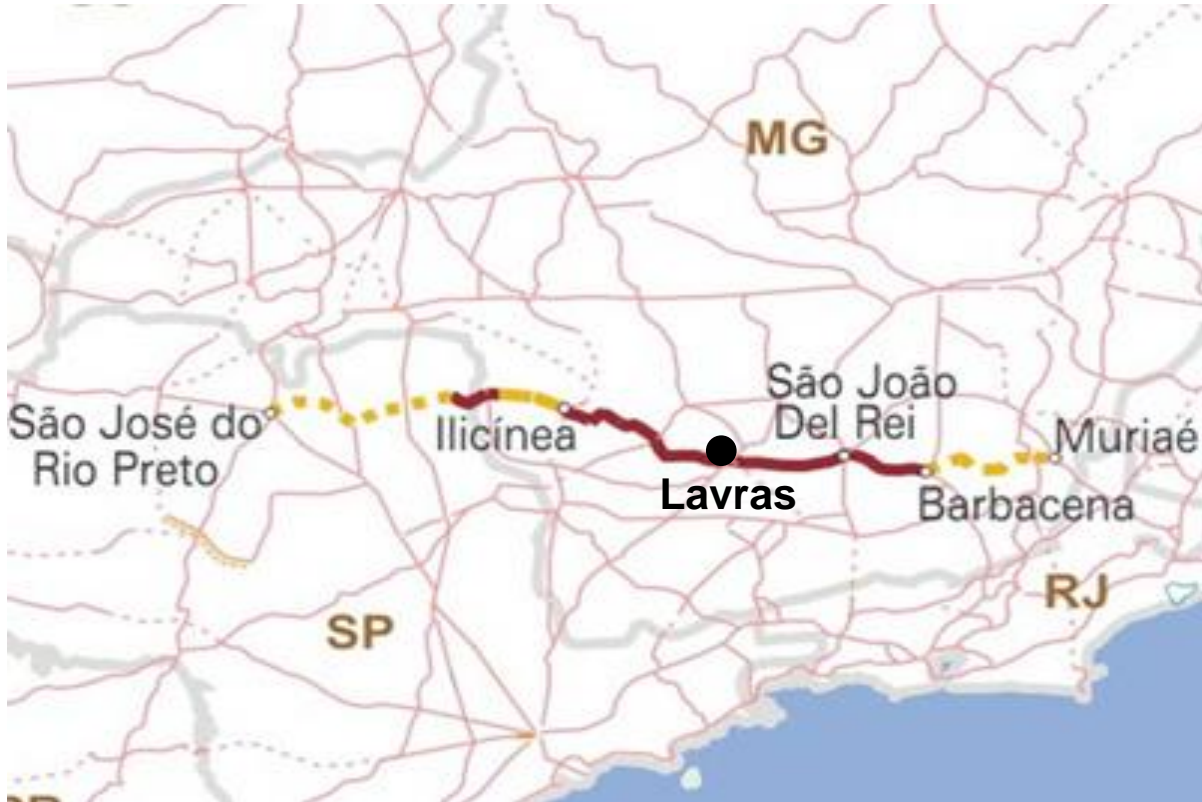 MG
São João
Del Rei
São José do
Rio Preto
Ilicínea
Muriaé
Lavras
Barbacena
RJ
SP